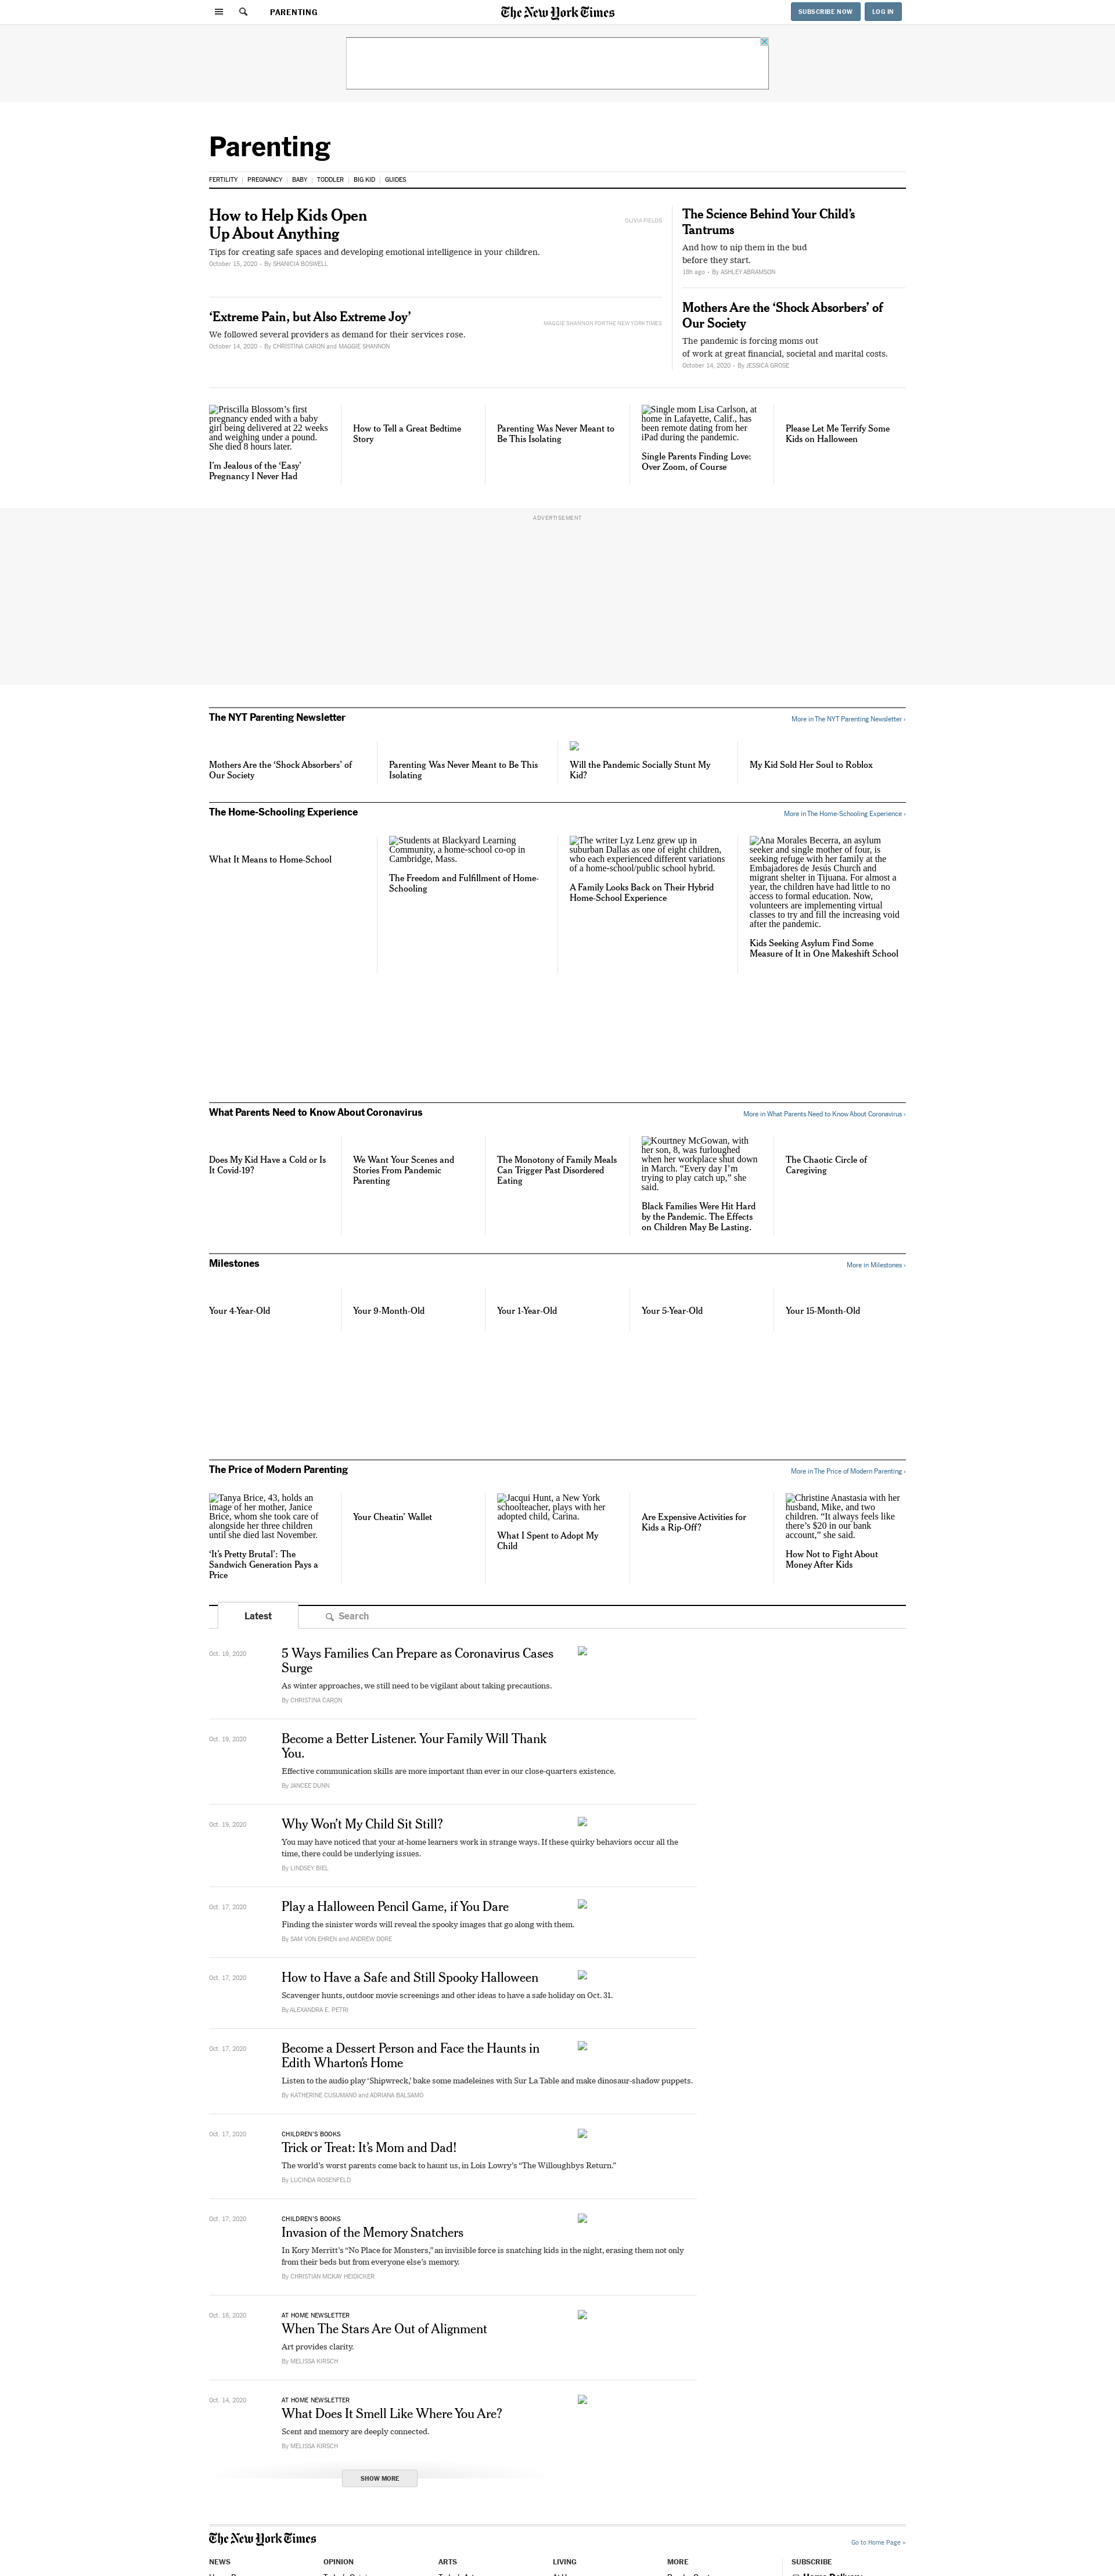 PARENTING
The New York Times
SUBSCRIBE NOW
LOG IN
Parenting
FERTILITY
PREGNANCY
BABY
TODDLER
BIG KID
GUIDES
How to Help Kids Open
Up About Anything
Tips for creating safe spaces and developing emotional intelligence in your children.
October 15, 2020 • By SHANICIA BOSWELL
OLIVIA FIELDS
‘Extreme Pain, but Also Extreme Joy’
We followed several providers as demand for their services rose.
October 14, 2020 • By CHRISTINA CARON and MAGGIE SHANNON
MAGGIE SHANNON FOR THE NEW YORK TIMES
The Science Behind Your Child’s
Tantrums
And how to nip them in the bud
before they start.
18h ago • By ASHLEY ABRAMSON
Mothers Are the ‘Shock Absorbers’ of
Our Society
The pandemic is forcing moms out
of work at great financial, societal and marital costs.
October 14, 2020 • By JESSICA GROSE
Priscilla Blossom’s first
pregnancy ended with a baby
girl being delivered at 22 weeks
and weighing under a pound.
She died 8 hours later.
I’m Jealous of the ‘Easy’
Pregnancy I Never Had
How to Tell a Great Bedtime
Story
Parenting Was Never Meant to
Be This Isolating
Single mom Lisa Carlson, at
home in Lafayette, Calif., has
been remote dating from her
iPad during the pandemic.
Single Parents Finding Love:
Over Zoom, of Course
Please Let Me Terrify Some
Kids on Halloween
ADVERTISEMENT
The NYT Parenting Newsletter
More in The NYT Parenting Newsletter ›
Mothers Are the ‘Shock Absorbers’ of
Our Society
Parenting Was Never Meant to Be This
Isolating
Will the Pandemic Socially Stunt My
Kid?
My Kid Sold Her Soul to Roblox
The Home-Schooling Experience
More in The Home-Schooling Experience ›
What It Means to Home-School
Students at Blackyard Learning
Community, a home-school co-op in
Cambridge, Mass.
The Freedom and Fulfillment of Home-
Schooling
The writer Lyz Lenz grew up in
suburban Dallas as one of eight children,
who each experienced different variations
of a home-school/public school hybrid.
A Family Looks Back on Their Hybrid
Home-School Experience
Ana Morales Becerra, an asylum
seeker and single mother of four, is
seeking refuge with her family at the
Embajadores de Jesús Church and
migrant shelter in Tijuana. For almost a
year, the children have had little to no
access to formal education. Now,
volunteers are implementing virtual
classes to try and fill the increasing void
after the pandemic.
Kids Seeking Asylum Find Some
Measure of It in One Makeshift School
What Parents Need to Know About Coronavirus
More in What Parents Need to Know About Coronavirus ›
Does My Kid Have a Cold or Is
It Covid-19?
We Want Your Scenes and
Stories From Pandemic
Parenting
The Monotony of Family Meals
Can Trigger Past Disordered
Eating
Kourtney McGowan, with
her son, 8, was furloughed
when her workplace shut down
in March. “Every day I’m
trying to play catch up,” she
said.
Black Families Were Hit Hard
by the Pandemic. The Effects
on Children May Be Lasting.
The Chaotic Circle of
Caregiving
Milestones
More in Milestones ›
Your 4-Year-Old
Your 9-Month-Old
Your 1-Year-Old
Your 5-Year-Old
Your 15-Month-Old
The Price of Modern Parenting
More in The Price of Modern Parenting ›
Tanya Brice, 43, holds an
image of her mother, Janice
Brice, whom she took care of
alongside her three children
until she died last November.
‘It’s Pretty Brutal’: The
Sandwich Generation Pays a
Price
Your Cheatin’ Wallet
Jacqui Hunt, a New York
schoolteacher, plays with her
adopted child, Carina.
What I Spent to Adopt My
Child
Are Expensive Activities for
Kids a Rip-Off?
Christine Anastasia with her
husband, Mike, and two
children. “It always feels like
there’s $20 in our bank
account,” she said.
How Not to Fight About
Money After Kids
Latest
Search
Oct. 19, 2020
5 Ways Families Can Prepare as Coronavirus Cases
Surge
As winter approaches, we still need to be vigilant about taking precautions.
By CHRISTINA CARON
Oct. 19, 2020
Become a Better Listener. Your Family Will Thank
You.
Effective communication skills are more important than ever in our close-quarters existence.
By JANCEE DUNN
Oct. 19, 2020
Why Won’t My Child Sit Still?
You may have noticed that your at-home learners work in strange ways. If these quirky behaviors occur all the
time, there could be underlying issues.
By LINDSEY BIEL
Oct. 17, 2020
Play a Halloween Pencil Game, if You Dare
Finding the sinister words will reveal the spooky images that go along with them.
By SAM VON EHREN and ANDREW DORE
Oct. 17, 2020
How to Have a Safe and Still Spooky Halloween
Scavenger hunts, outdoor movie screenings and other ideas to have a safe holiday on Oct. 31.
By ALEXANDRA E. PETRI
Oct. 17, 2020
Become a Dessert Person and Face the Haunts in
Edith Wharton’s Home
Listen to the audio play ‘Shipwreck,’ bake some madeleines with Sur La Table and make dinosaur-shadow puppets.
By KATHERINE CUSUMANO and ADRIANA BALSAMO
Oct. 17, 2020
CHILDREN’S BOOKS
Trick or Treat: It’s Mom and Dad!
The world’s worst parents come back to haunt us, in Lois Lowry’s “The Willoughbys Return.”
By LUCINDA ROSENFELD
Oct. 17, 2020
CHILDREN’S BOOKS
Invasion of the Memory Snatchers
In Kory Merritt’s “No Place for Monsters,” an invisible force is snatching kids in the night, erasing them not only
from their beds but from everyone else’s memory.
By CHRISTIAN MCKAY HEIDICKER
Oct. 16, 2020
AT HOME NEWSLETTER
When The Stars Are Out of Alignment
Art provides clarity.
By MELISSA KIRSCH
Oct. 14, 2020
AT HOME NEWSLETTER
What Does It Smell Like Where You Are?
Scent and memory are deeply connected.
By MELISSA KIRSCH
SHOW MORE
The New York Times
Go to Home Page »
NEWS
OPINION
ARTS
LIVING
MORE
SUBSCRIBE